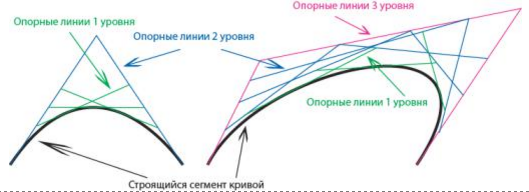 Опорные линии 3 уровня
Опорные линии 1 уровня
Опорные линии 2 уровня
Опорные линии 1 уровня
Строящийся сегмент кривой